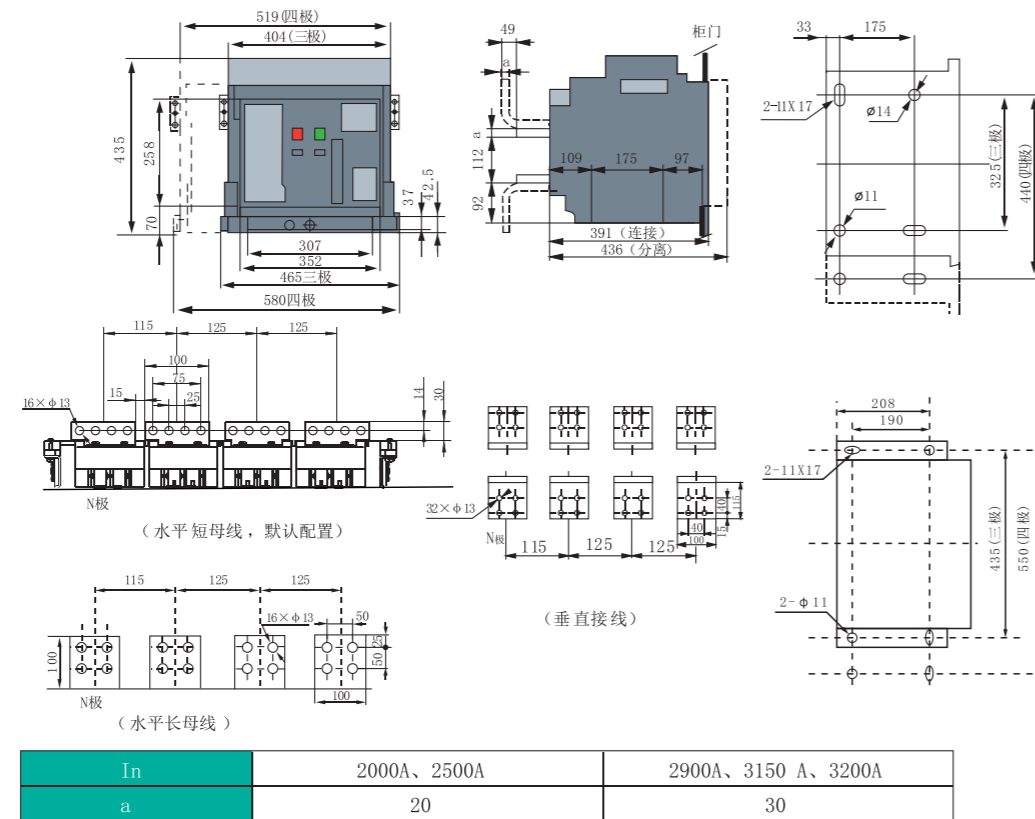 519(四极)
404(三极)
435
258
70
37
42.5
307
352
465三极
580四极
49
a
a
112
92
109
175
97
柜门
391（连接）
436（分离）
33
175
2-11X17
ø14
ø11
325(三极)
440(四极)
115
125
125
100
75
15
25
16×φ13
14
30
N极
（水平短母线，默认配置）
32×φ13
N极
115
125
125
40
100
40
15
115
（垂直接线）
208
190
2-11X17
2-φ11
435(三极)
550(四极)
115
125
125
16×φ13
50
25
50
100
100
N极
（水平长母线）
In 2000A、2500A 2900A、3150 A、3200A
a 20 30